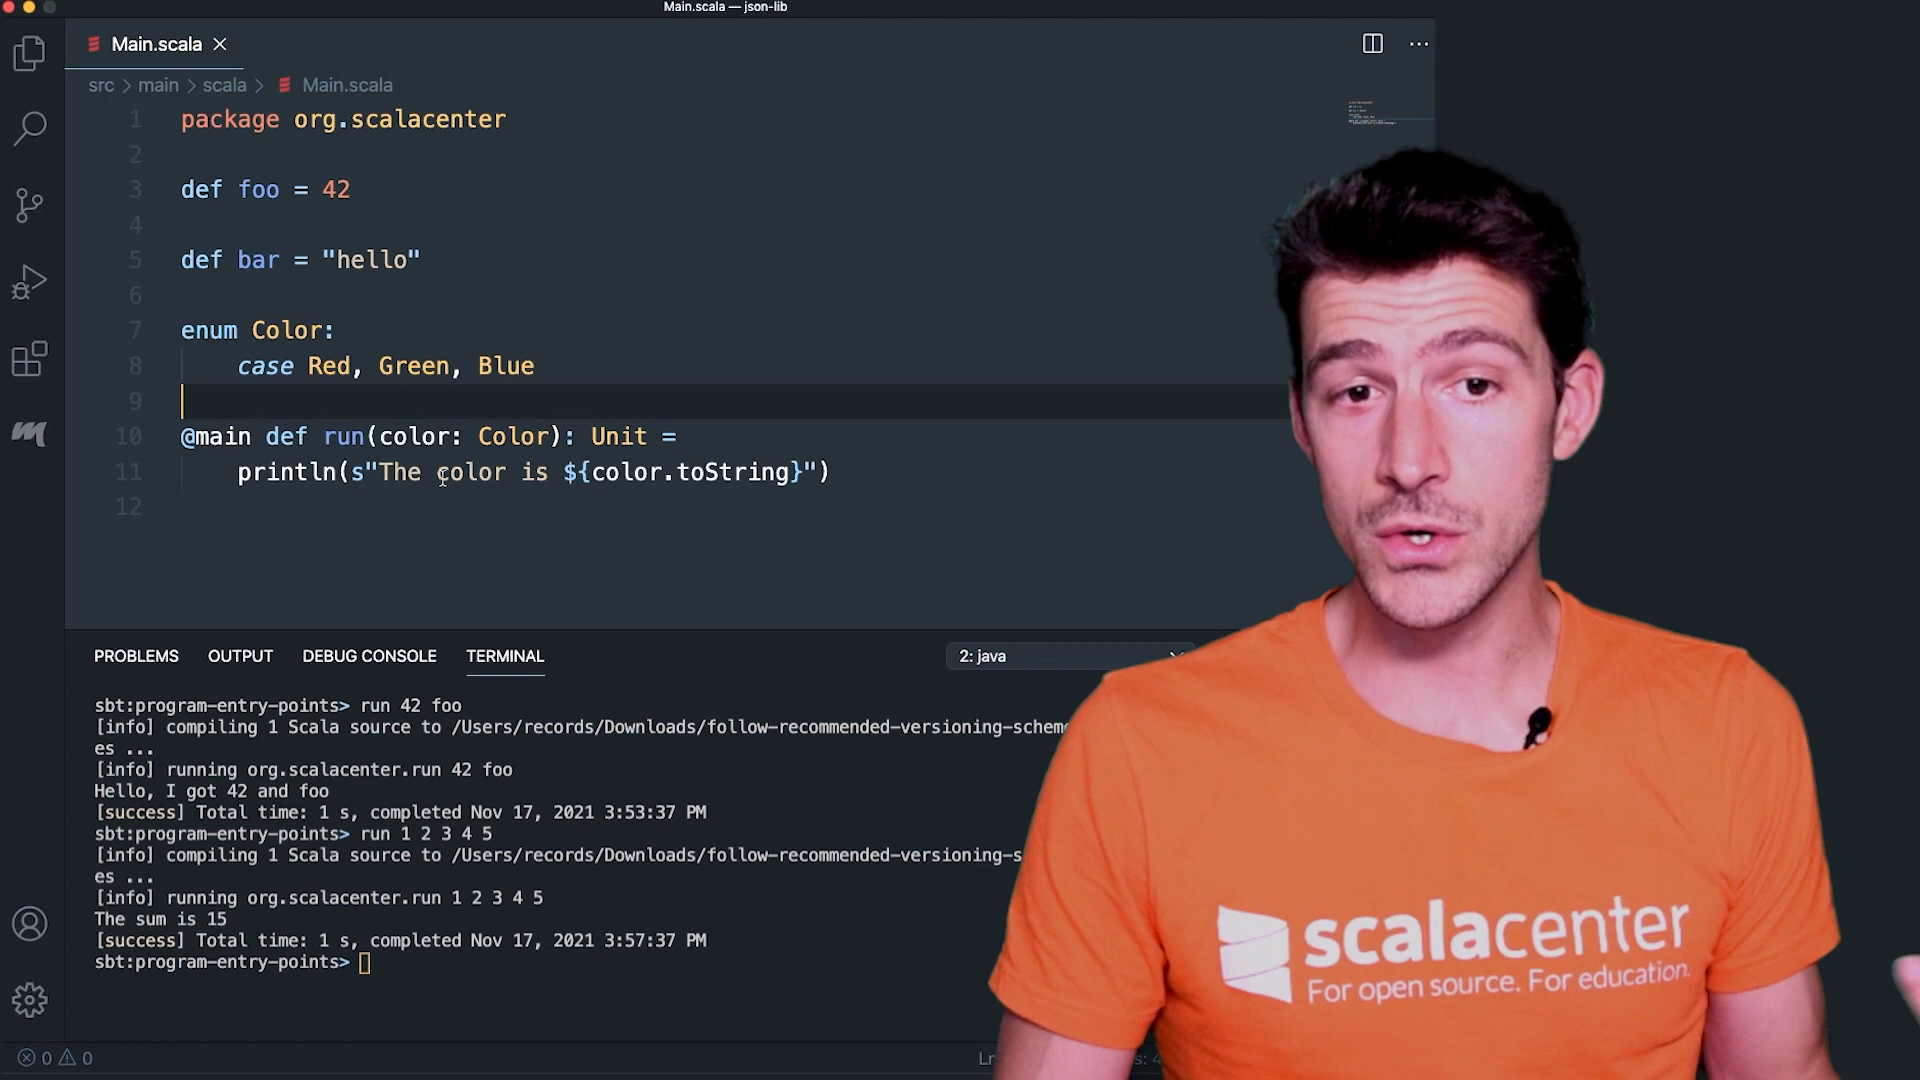 Main.scala — json-lib
Main.scala
src > main > scala > Main.scala
1 package org.scalacenter
2
3 def foo = 42
4
5 def bar = "hello"
6
7 enum Color:
8 case Red, Green, Blue
9
10 @main def run(color: Color): Unit =
11 println(s"The color is ${color.toString}")
12
PROBLEMS OUTPUT DEBUG CONSOLE TERMINAL 2: java
sbt:program-entry-points> run 42 foo
[info] compiling 1 Scala source to /Users/records/Downloads/follow-recommended-versioning-scheme
es ...
[info] running org.scalacenter.run 42 foo
Hello, I got 42 and foo
[success] Total time: 1 s, completed Nov 17, 2021 3:53:37 PM
sbt:program-entry-points> run 1 2 3 4 5
[info] compiling 1 Scala source to /Users/records/Downloads/follow-recommended-versioning-s
es ...
[info] running org.scalacenter.run 1 2 3 4 5
The sum is 15
[success] Total time: 1 s, completed Nov 17, 2021 3:57:37 PM
sbt:program-entry-points>
0 0 Ln
scalacenter
For open source. For education.